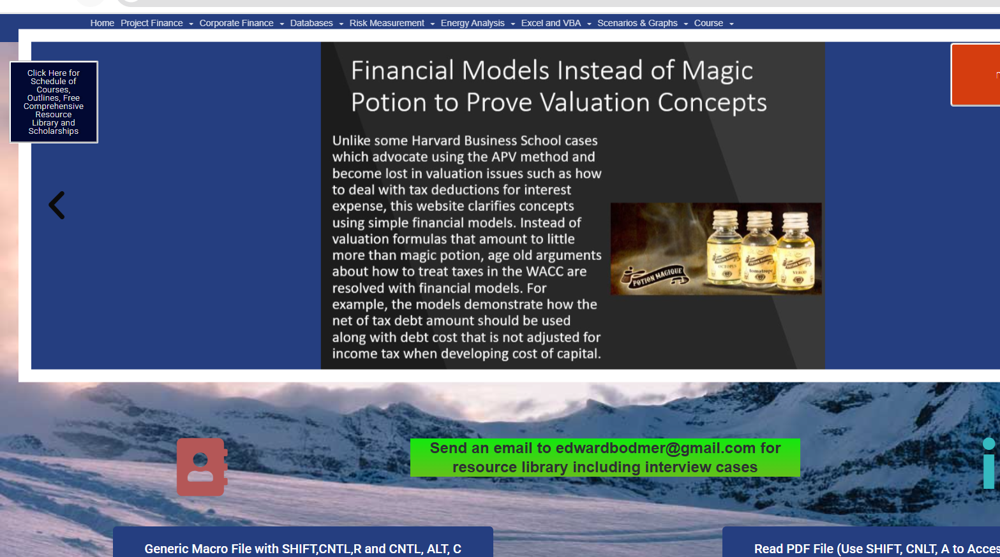 Home Project Finance Corporate Finance Databases Risk Measurement Energy Analysis Excel and VBA Scenarios & Graphs Course
Click Here for
Schedule of
Courses,
Outlines, Free
Comprehensive
Resource
Library and
Scholarships
Financial Models Instead of Magic
Potion to Prove Valuation Concepts
Unlike some Harvard Business School cases
which advocate using the APV method and
become lost in valuation issues such as how
to deal with tax deductions for interest
expense, this website clarifies concepts
using simple financial models. Instead of
valuation formulas that amount to little
more than magic potion, age old arguments
about how to treat taxes in the WACC are
resolved with financial models. For
example, the models demonstrate how the
net of tax debt amount should be used
along with debt cost that is not adjusted for
income tax when developing cost of capital.
POTION MAGIQUE
OCTOPUS
tomatrope
Send an email to edwardbodmer@gmail.com for
resource library including interview cases
Generic Macro File with SHIFT,CNTL,R and CNTL, ALT, C
Read PDF File (Use SHIFT, CNLT, A to Acces